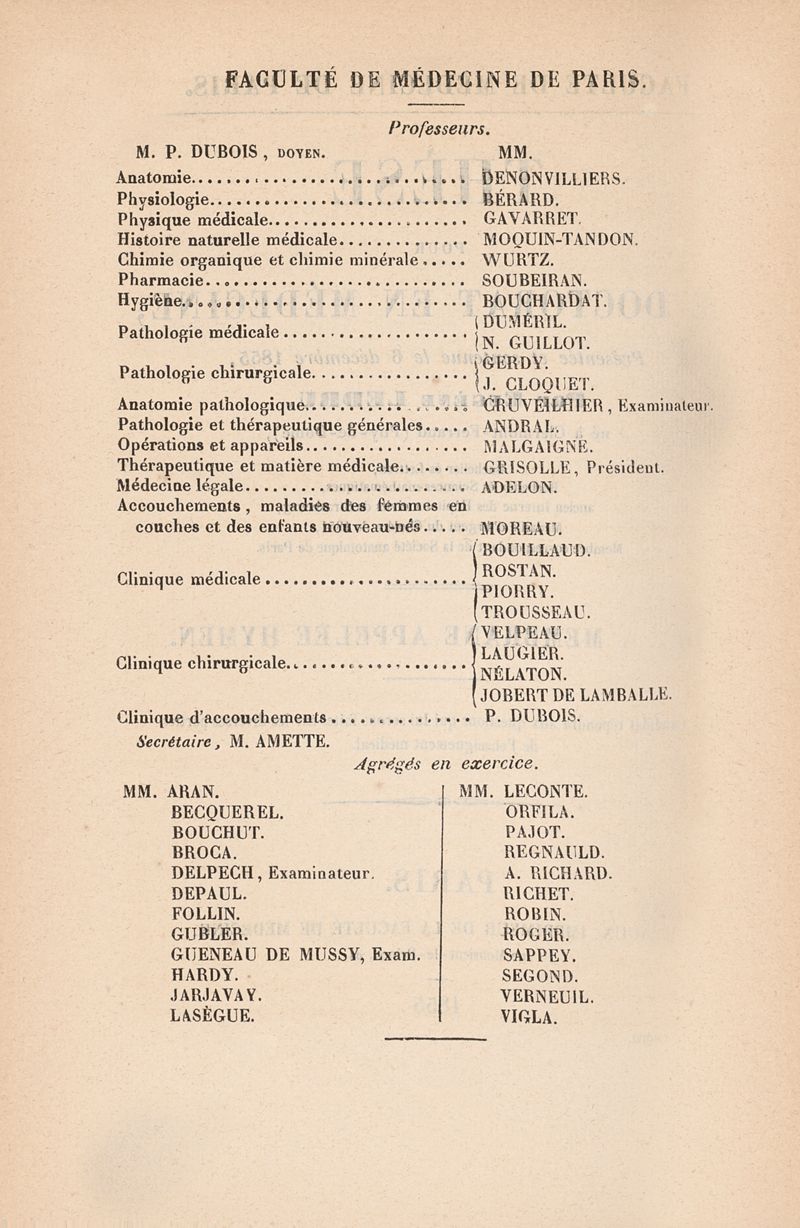 FACULTÉ DE MÉDECINE DE PARIS.
Professeurs.
M. P. DUBOIS, DOYEN. MM.
Anatomie.............................. DENONVILLIERS.
Physiologie............................ BÉRARD.
Physique médicale....................... GAVARRET.
Histoire naturelle médicale............... MOQUIN-TANDON.
Chimie organique et chimie minérale..... WURTZ.
Pharmacie............................. SOUBEIRAN.
Hygiène................................ BOUCHARDAT.
Pathologie médicale..................... { DUMÉRIL.
N. GUILLOT.
Pathologie chirurgicale................. { GERDY.
J. CLOQUET.
Anatomie pathologique................... CRUVEILHIER, Examinateur.
Pathologie et thérapeutique générales..... ANDRAL.
Opérations et appareils.................. MALGAIGNE.
Thérapeutique et matière médicale........ GRISOLLE, Président.
Médecine légale......................... ADELON.
Accouchements, maladies des femmes en
couches et des enfants nouveau-nés..... MOREAU.
Clinique médicale....................... { BOUILLAUD.
ROSTAN.
PIORRY.
TROUSSEAU.
Clinique chirurgicale.................... { VELPEAU.
LAUGIER.
NÉLATON.
JOBERT DE LAMBALLE.
Clinique d'accouchements............... P. DUBOIS.
Secrétaire, M. AMETTE.
Agrégés en exercice.
MM. ARAN.
BECQUEREL.
BOUCHUT.
BROCA.
DELPECH, Examinateur.
DEPAUL.
FOLLIN.
GUBLER.
GUENEAU DE MUSSY, Exam.
HARDY.
JARJAVAY.
LASÈGUE.
MM. LECONTE.
ORFILA.
PAJOT.
REGNAULD.
A. RICHARD.
RICHET.
ROBIN.
ROGER.
SAPPEY.
SEGOND.
VERNEUIL.
VIGLA.